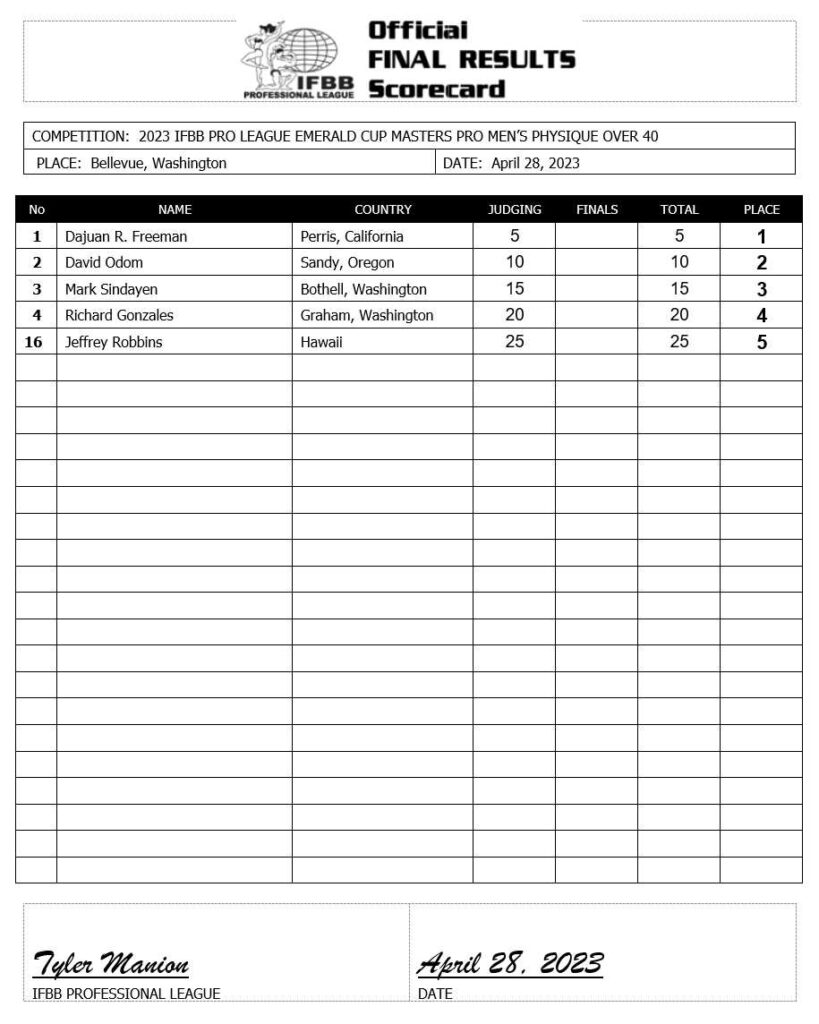 Official
FINAL RESULTS
Scorecard
IFBB
PROFESSIONAL LEAGUE
COMPETITION: 2023 IFBB PRO LEAGUE EMERALD CUP MASTERS PRO MEN'S PHYSIQUE OVER 40
PLACE: Bellevue, Washington DATE: April 28, 2023
No NAME COUNTRY JUDGING FINALS TOTAL PLACE
1 Dajuan R. Freeman Perris, California 5 5 1
2 David Odom Sandy, Oregon 10 10 2
3 Mark Sindayen Bothell, Washington 15 15 3
4 Richard Gonzales Graham, Washington 20 20 4
16 Jeffrey Robbins Hawaii 25 25 5
Tyler Manion April 28, 2023
IFBB PROFESSIONAL LEAGUE DATE